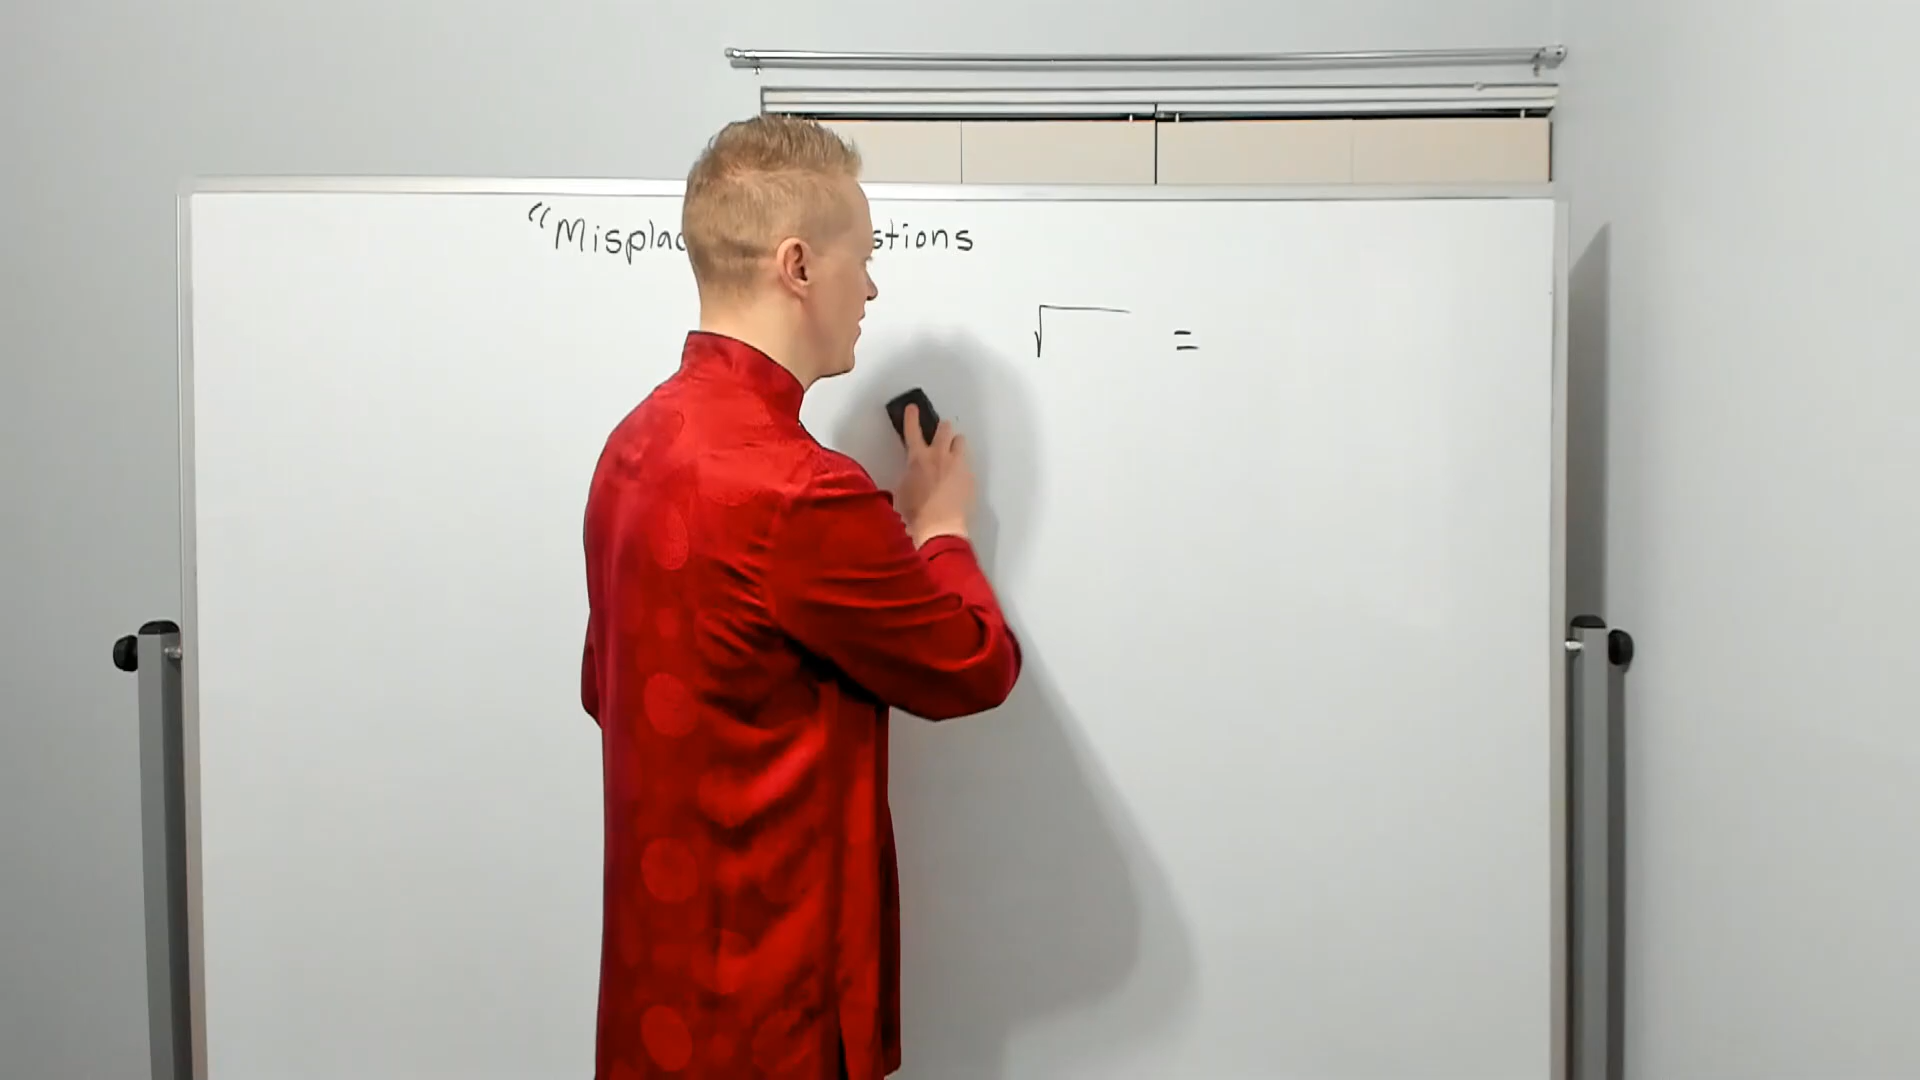 “Misplac stions
√ =